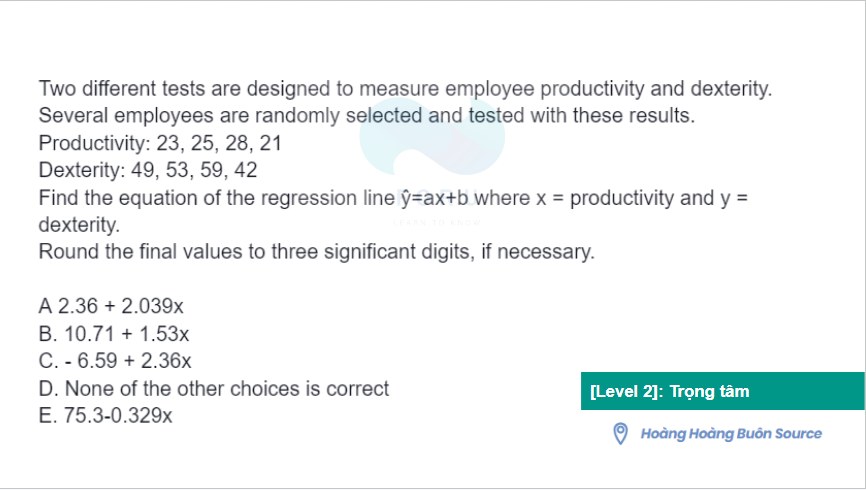 Two different tests are designed to measure employee productivity and dexterity.
Several employees are randomly selected and tested with these results.
Productivity: 23, 25, 28, 21
Dexterity: 49, 53, 59, 42
Find the equation of the regression line ŷ=ax+b where x = productivity and y =
dexterity.
Round the final values to three significant digits, if necessary.
A 2.36 + 2.039x
B. 10.71 + 1.53x
C. - 6.59 + 2.36x
D. None of the other choices is correct
E. 75.3-0.329x
[Level 2]: Trọng tâm
Hoàng Hoàng Buôn Source